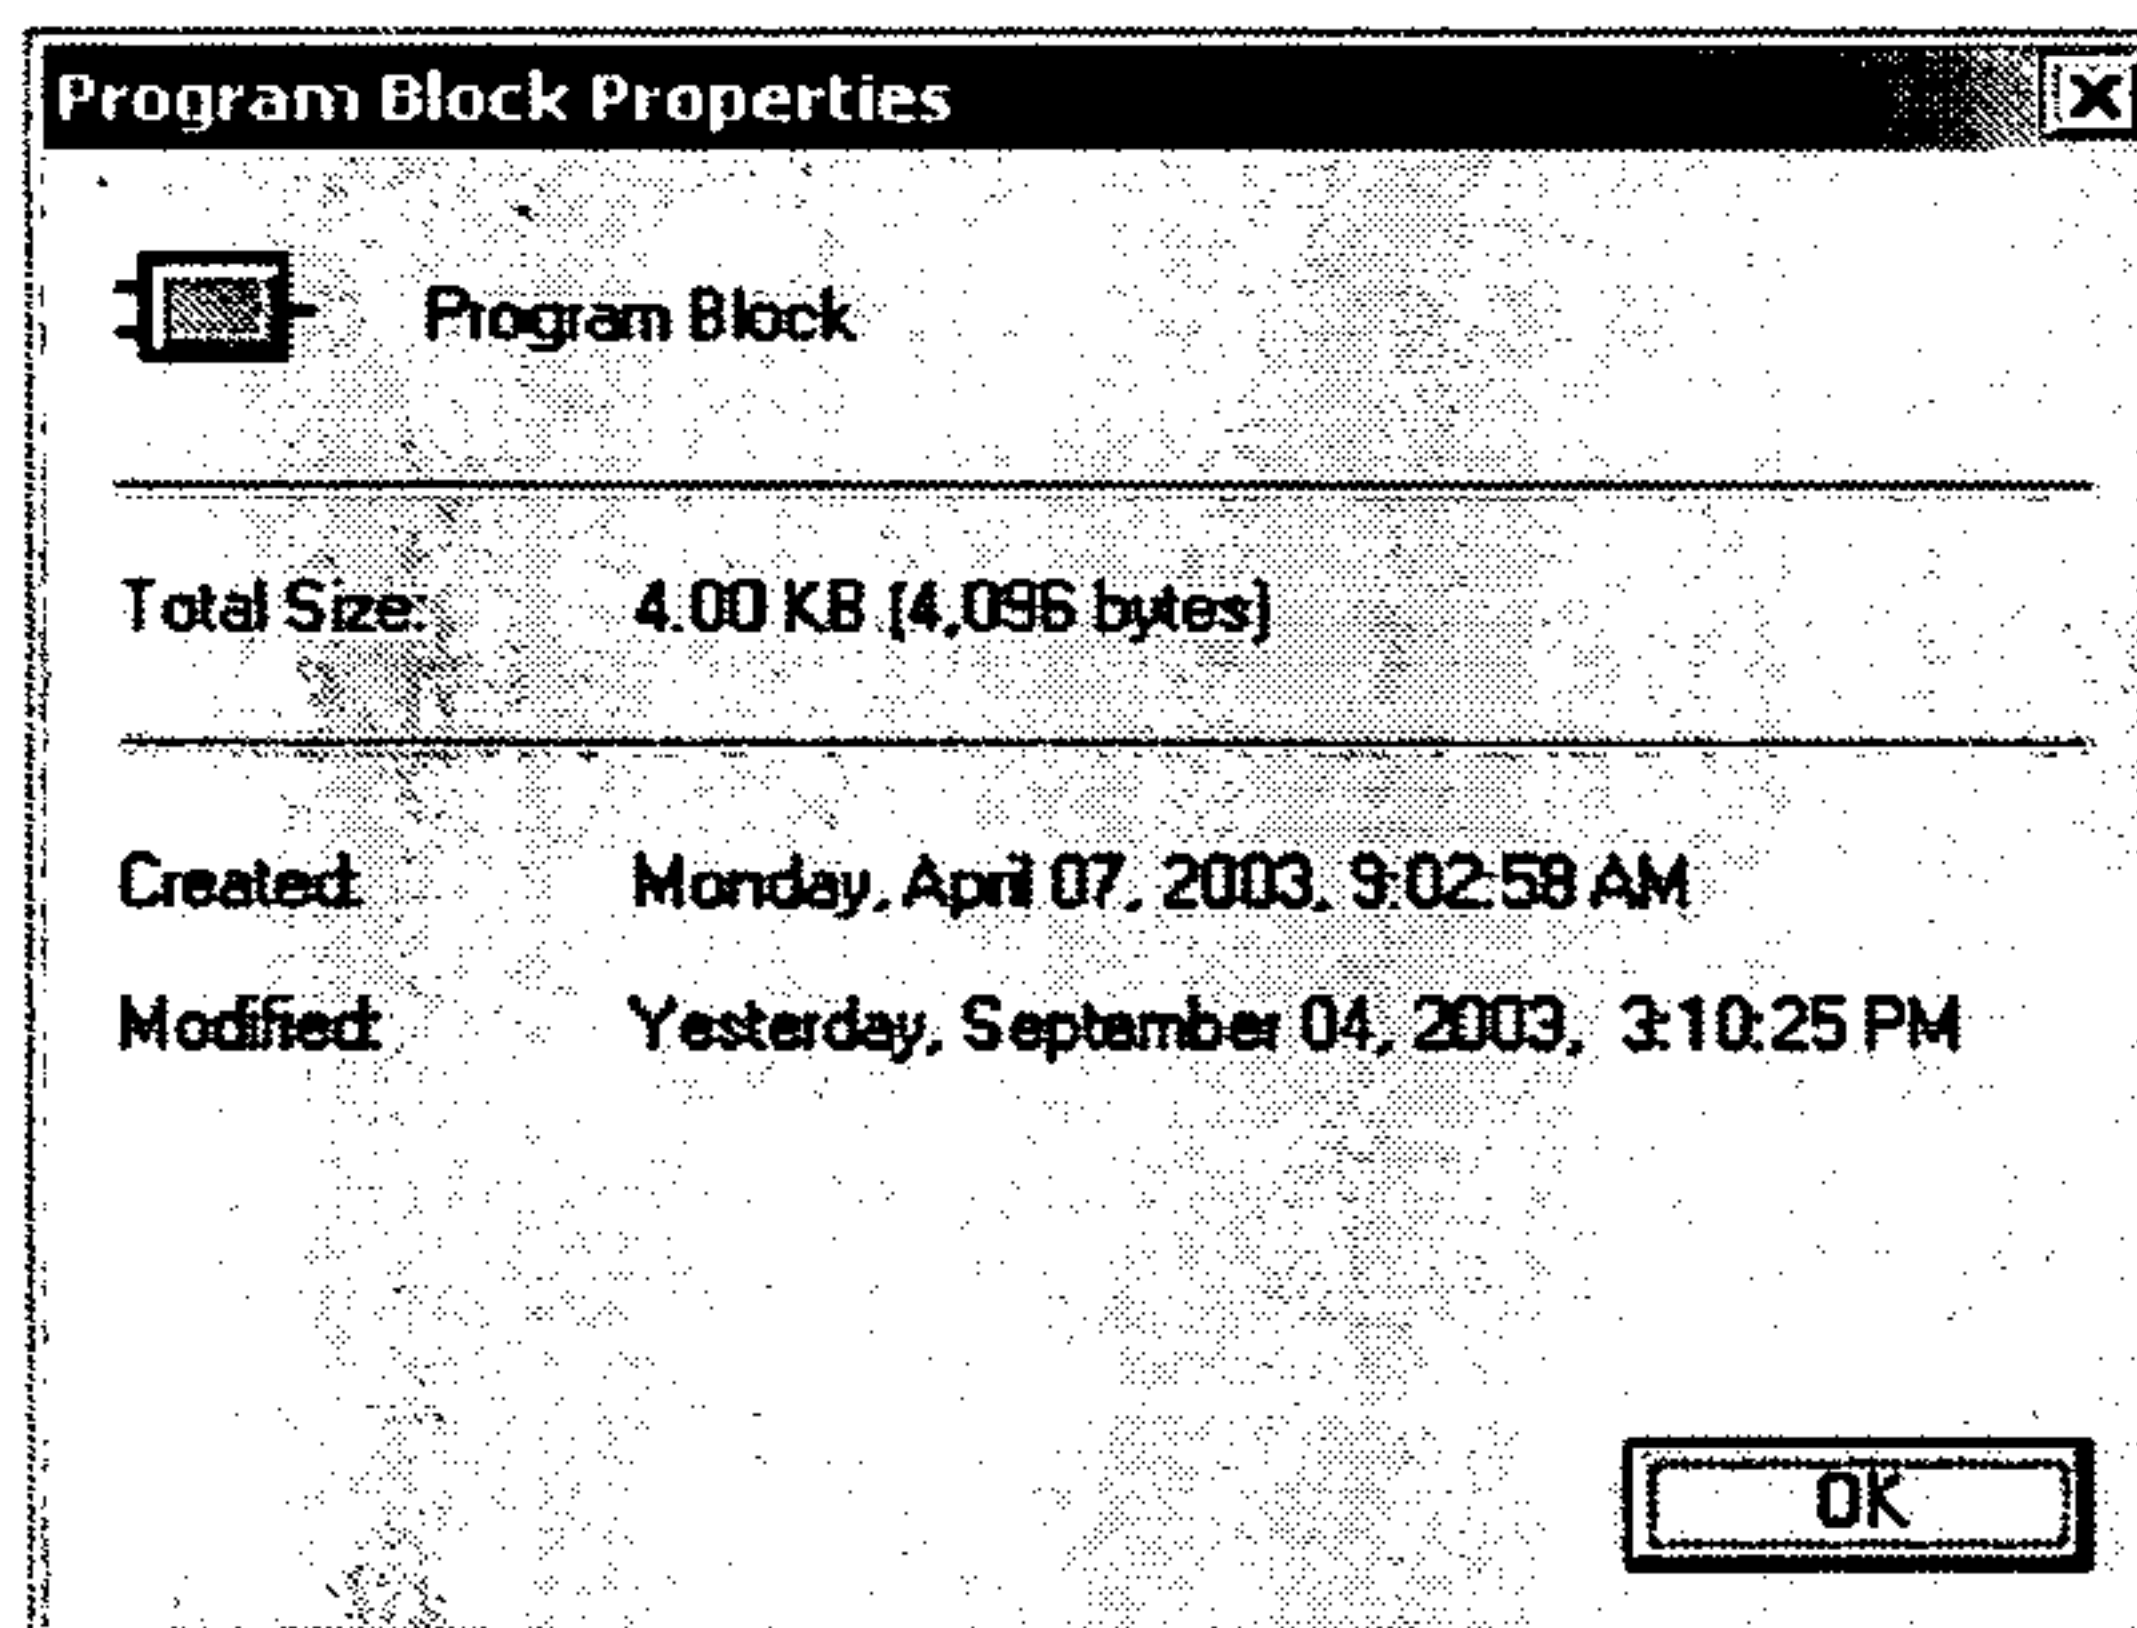 Program Block Properties
Program Block
Total Size: 4.00 KB (4,096 bytes)
Created: Monday, April 07, 2003, 9:02:58 AM
Modified: Yesterday, September 04, 2003, 3:10:25 PM
OK